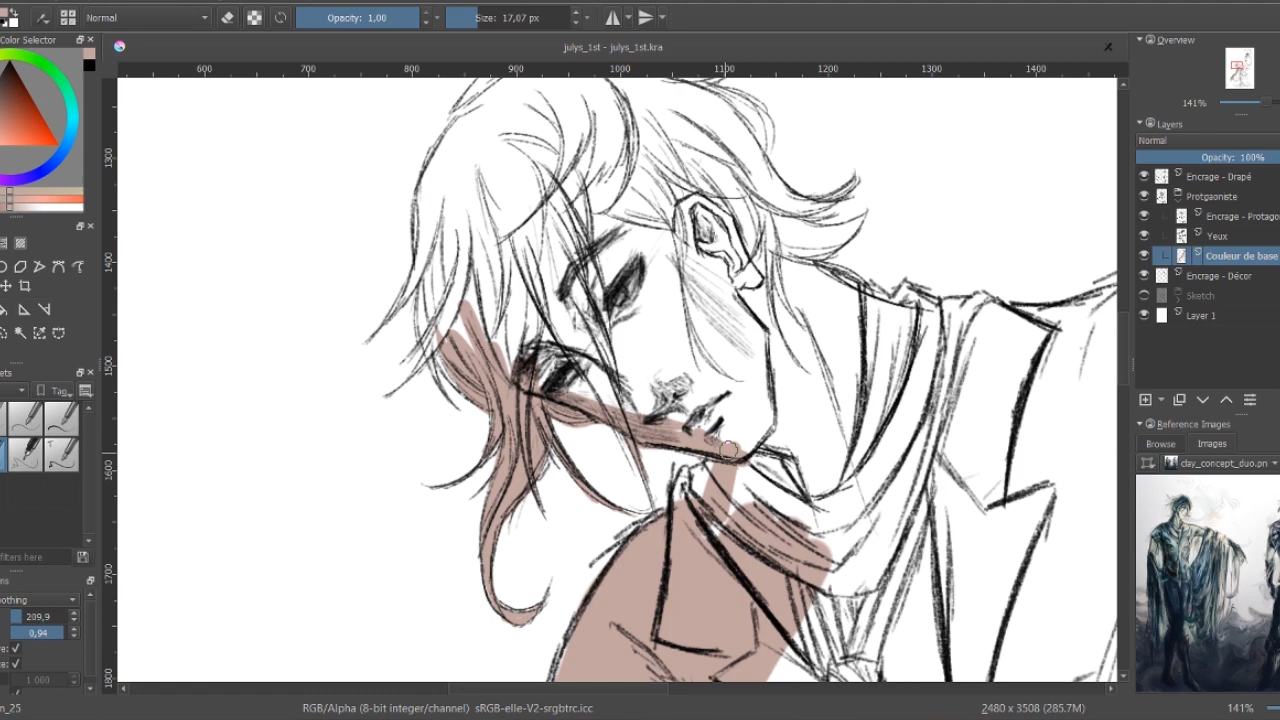 Normal
Opacity: 1,00
Size: 17,07 px
Color Selector
julys_1st - julys_1st.kra
Overview
600 700 800 900 1000 1100 1200 1300 1400
141%
Layers
Normal
Opacity: 100%
Encrage - Drapé
Protgaoniste
Encrage - Protago
Yeux
Couleur de base
Encrage - Décor
Sketch
Layer 1
1300
1400
1500
1600
1700
1800
Tag
Reference Images
Browse
Images
clay_concept_duo.pn
filters here
209,9
0,94
1 000
RGB/Alpha (8-bit integer/channel) sRGB-elle-V2-srgbtrc.icc
2480 x 3508 (285.7M)
141%